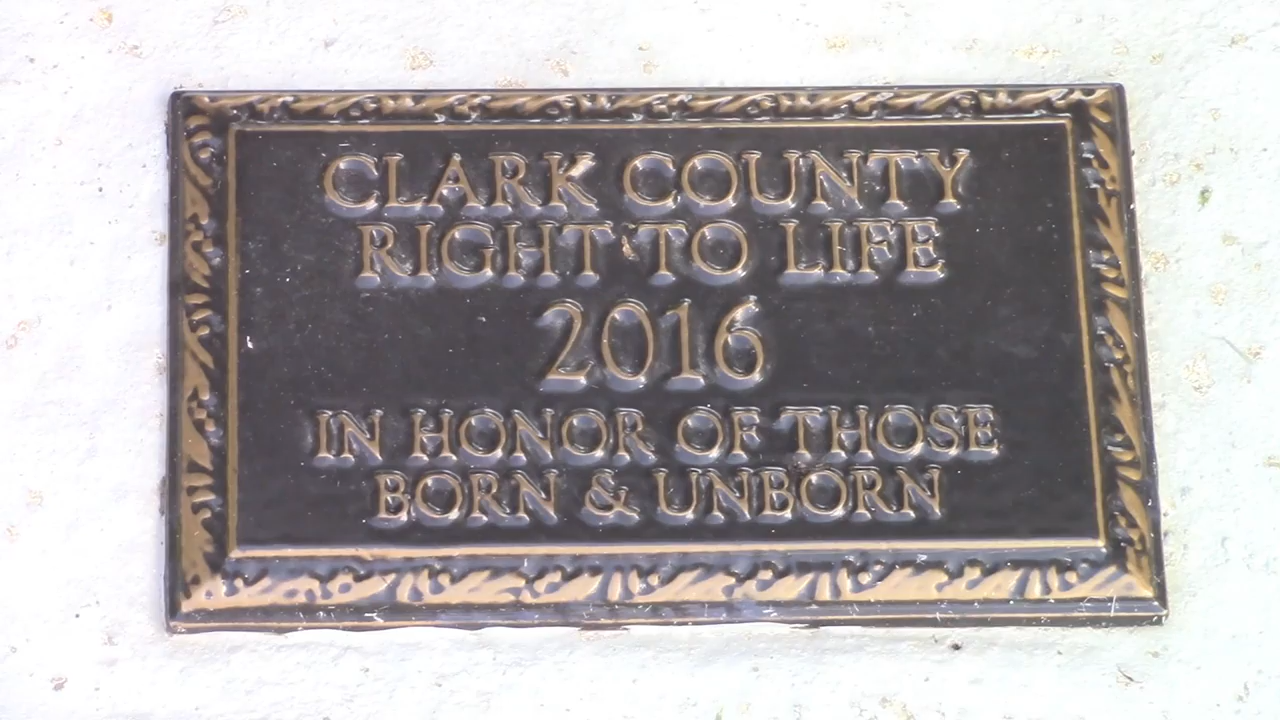 CLARK COUNTY
RIGHT TO LIFE
2016
IN HONOR OF THOSE
BORN & UNBORN